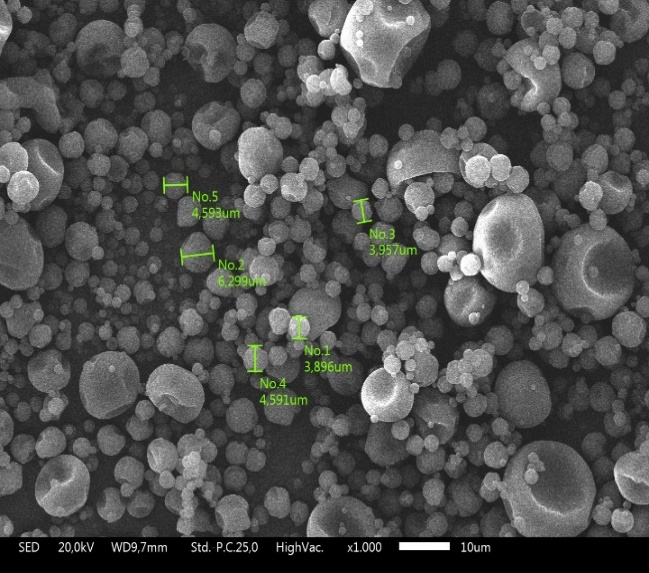 No.5
4,593um
No.3
3,957um
No.2
6,299um
No.1
3,896um
No.4
4,591um
SED 20,0kV WD9,7mm Std.-P.C.25,0 HighVac. x1.000 10um